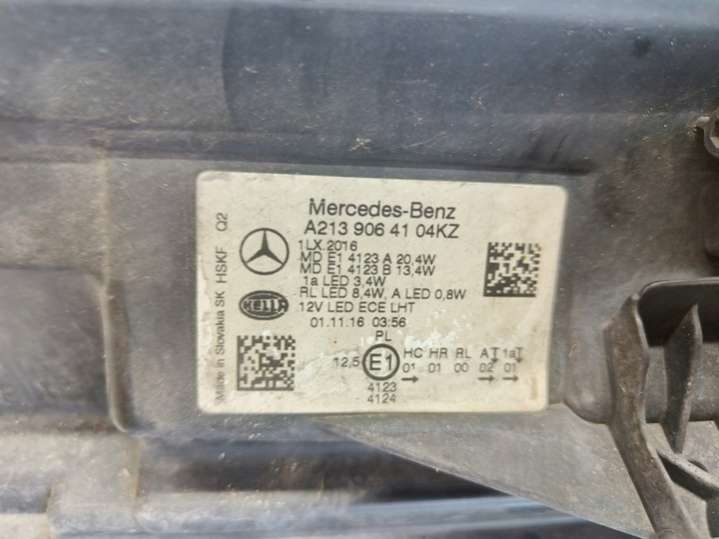 Mercedes-Benz
A213 906 41 04KZ
1LX.2016
MD E1 4123 A 20,4W
MD E1 4123 B 13,4W
1a LED 3,4W
RL LED 8,4W, A LED 0,8W
12V LED ECE LHT
01.11.16 03:56
PL
12,5 E1 HC HR RL AT 1aT
01 01 00 02 01
4123
4124
HELLA
Made in Slovakia SK HSKF Q2